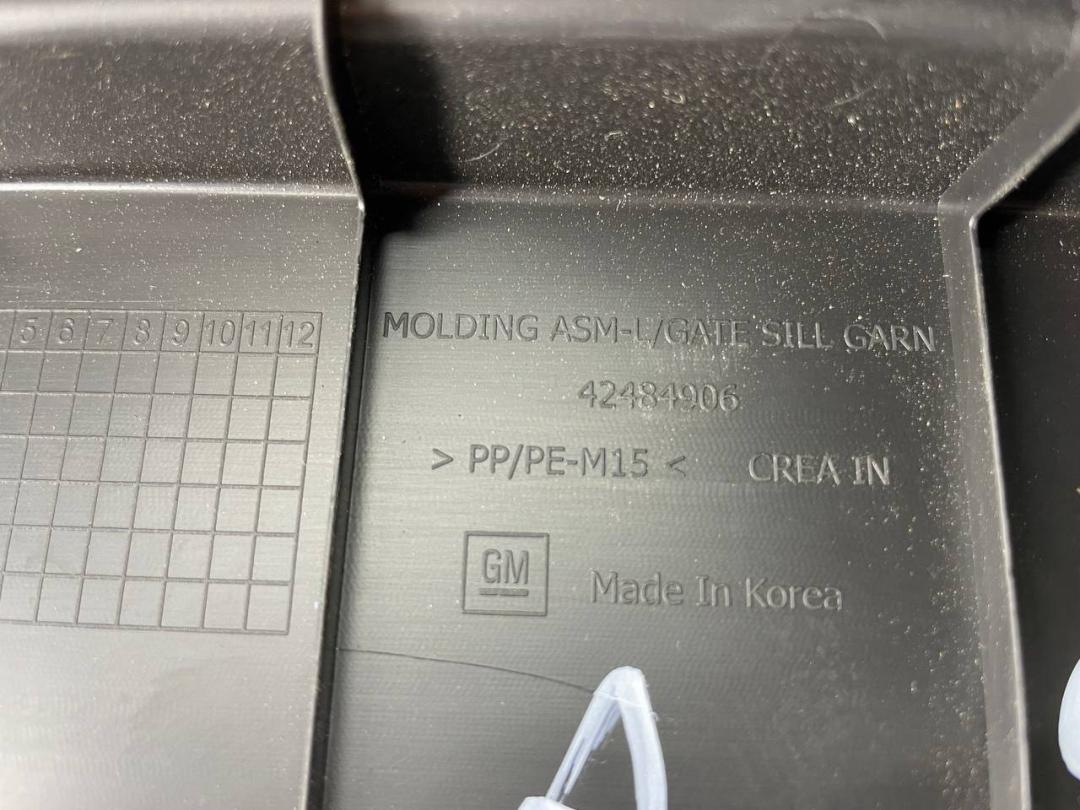 5 6 7 8 9 10 11 12
MOLDING ASM-L/GATE SILL GARN
42484906
> PP/PE-M15 < CREA IN
GM Made In Korea